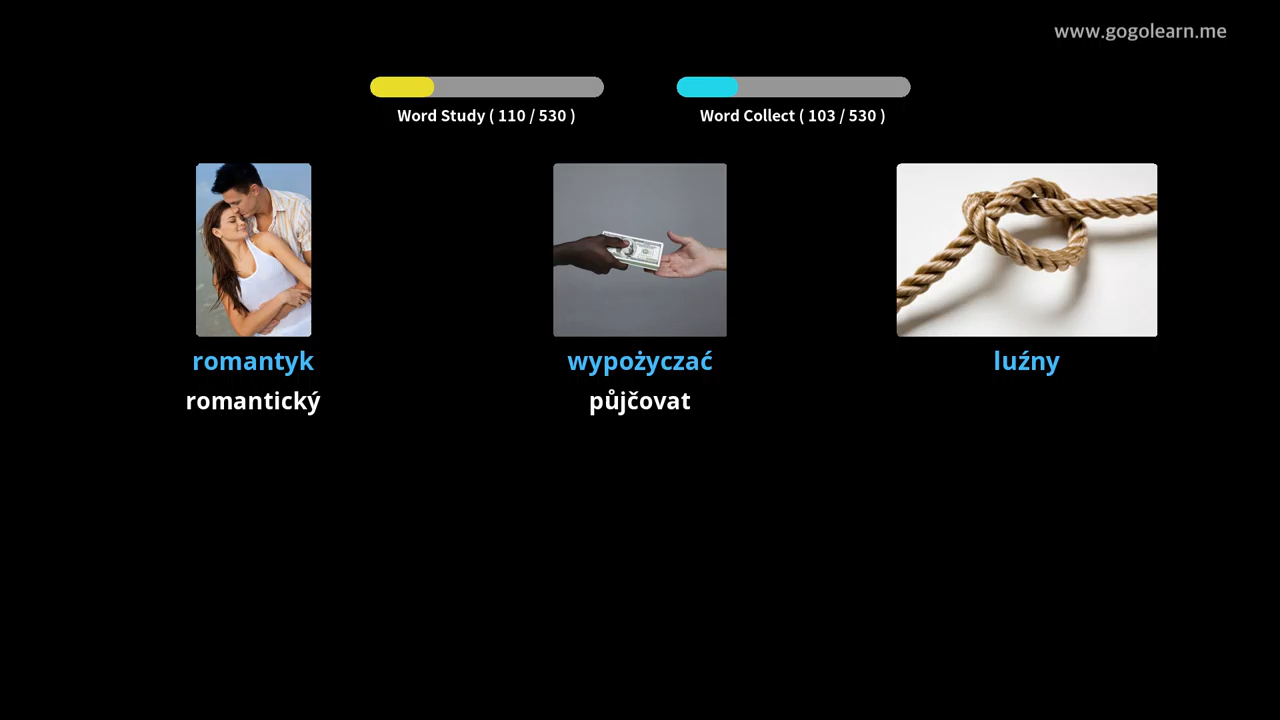 www.gogolearn.me
Word Study ( 110 / 530 )
Word Collect ( 103 / 530 )
romantyk
wypożyczać
luźny
romantický
půjčovat